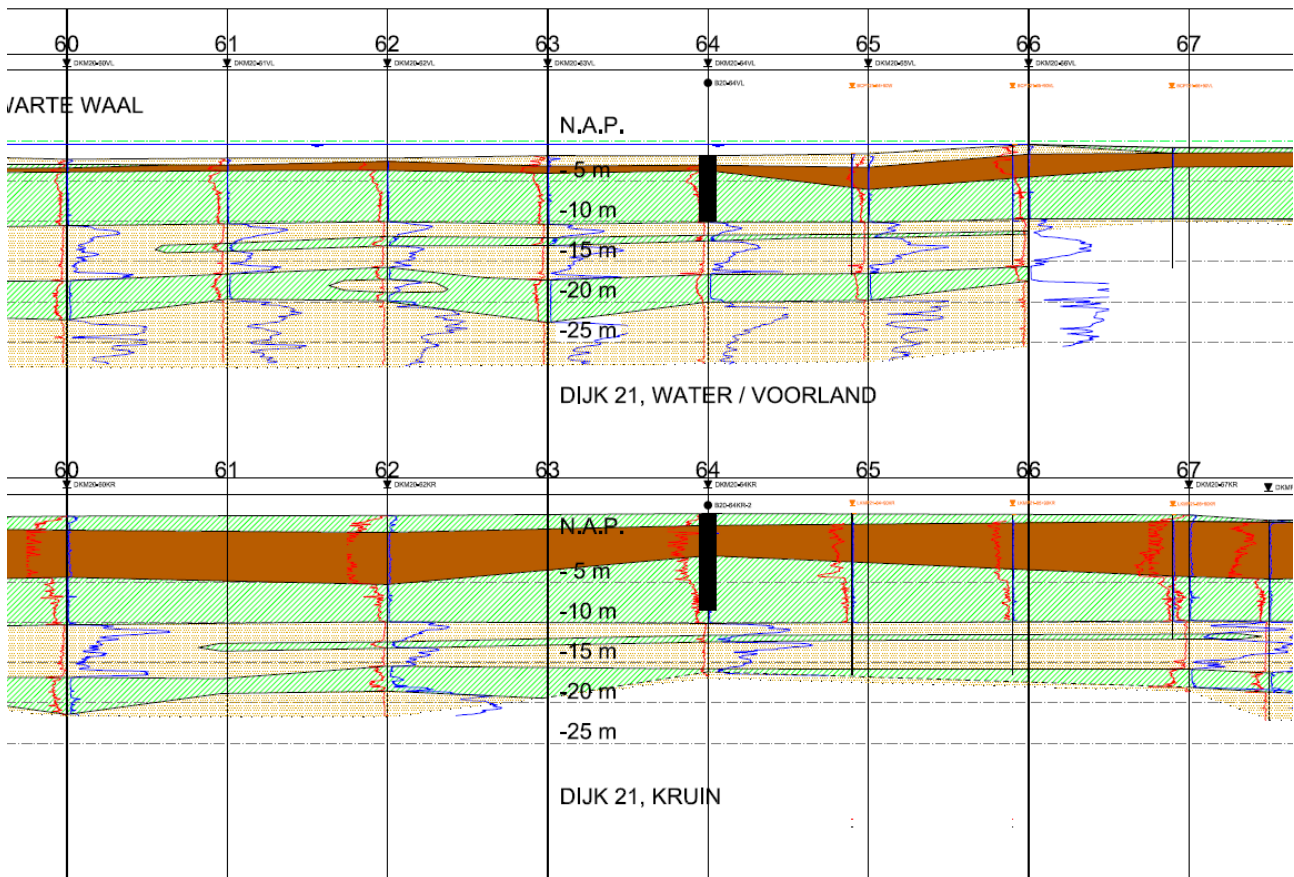 60 61 62 63 64 65 66 67
DKM20-60VL DKM20-61VL DKM20-62VL DKM20-63VL DKM20-64VL DKM20-65VL DKM20-66VL
B20-64VL
WARTE WAAL
N.A.P.
- 5 m
-10 m
-15 m
-20 m
-25 m
DIJK 21, WATER / VOORLAND
60 61 62 63 64 65 66 67
DKM20-60KR DKM20-62KR DKM20-64KR DKM20-67KR
B20-64KR-2
N.A.P.
- 5 m
-10 m
-15 m
-20 m
-25 m
DIJK 21, KRUIN